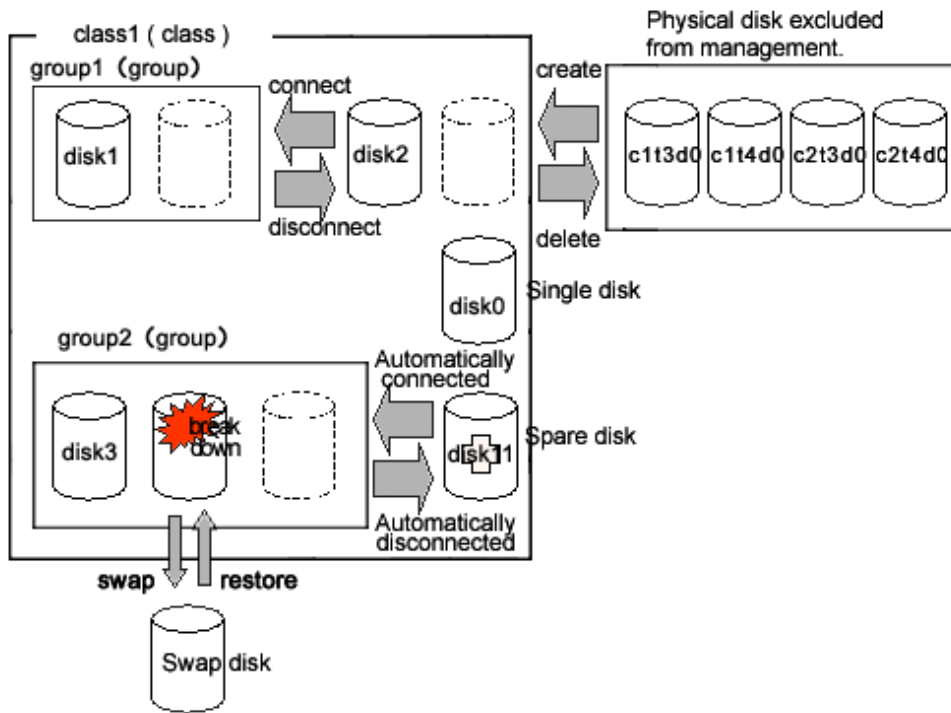 class1 ( class )
Physical disk excluded
from management.
group1 (group)
connect
create
disk1
disk2
c1t3d0
c1t4d0
c2t3d0
c2t4d0
disconnect
delete
disk0
Single disk
group2 (group)
Automatically
connected
disk3
break
down
disk11
Spare disk
Automatically
disconnected
swap
restore
Swap disk